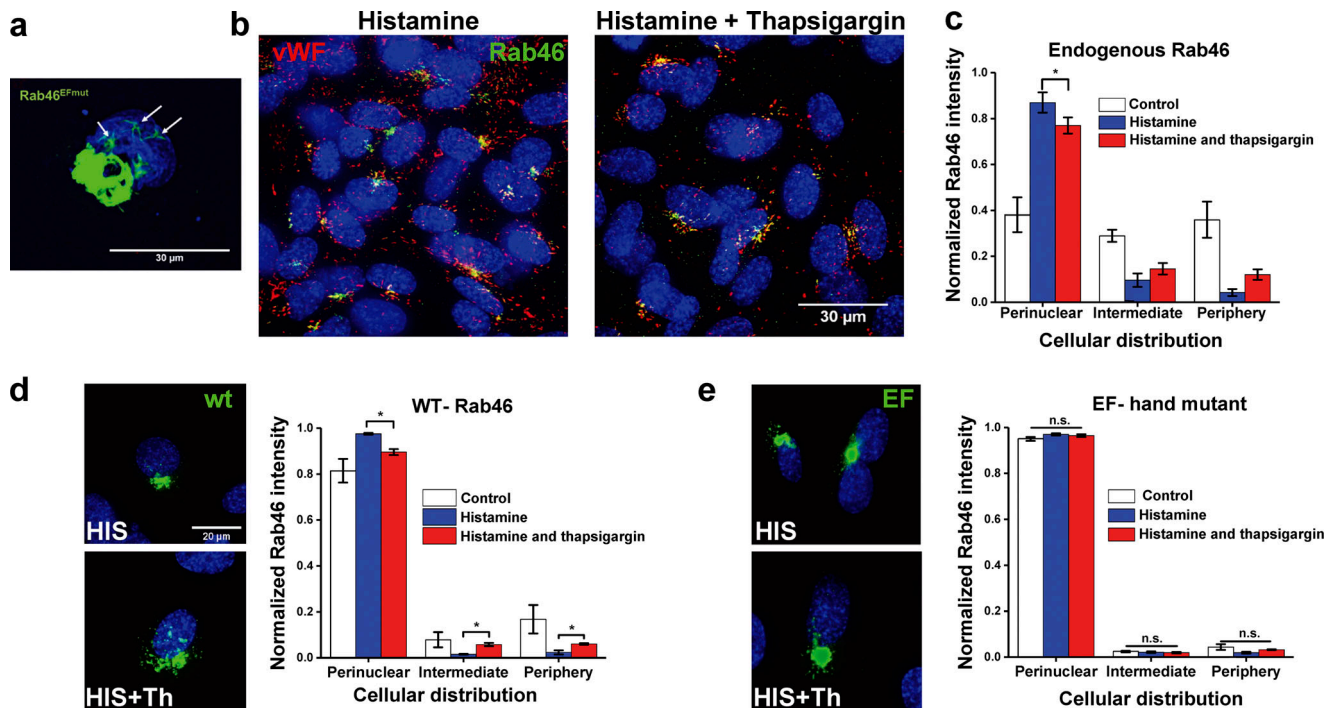 a
Rab46EFmut
30 µm
b
Histamine
Histamine + Thapsigargin
vWF
Rab46
30 µm
c
Endogenous Rab46
*
Control
Histamine
Histamine and thapsigargin
Normalized Rab46 intensity
1.0
0.8
0.6
0.4
0.2
0.0
Perinuclear Intermediate Periphery
Cellular distribution
d
wt
HIS
20 µm
HIS+Th
WT- Rab46
*
Control
Histamine
Histamine and thapsigargin
*
*
Normalized Rab46 intensity
1.0
0.8
0.6
0.4
0.2
0.0
Perinuclear Intermediate Periphery
Cellular distribution
e
EF
HIS
HIS+Th
EF- hand mutant
n.s.
Control
Histamine
Histamine and thapsigargin
n.s.
n.s.
Normalized Rab46 intensity
1.0
0.8
0.6
0.4
0.2
0.0
Perinuclear Intermediate Periphery
Cellular distribution